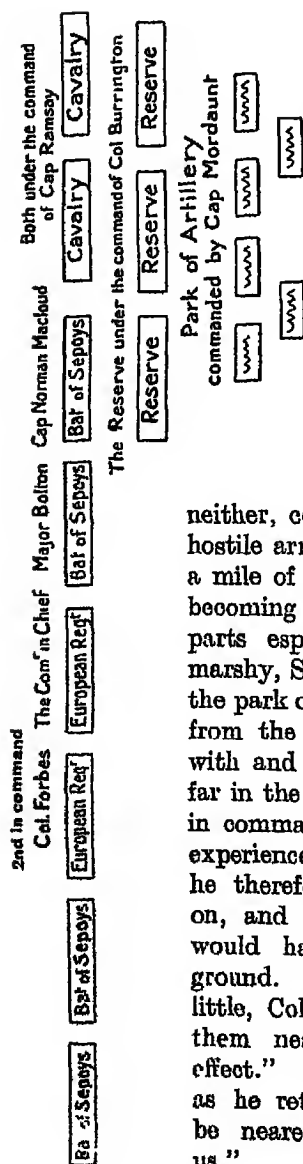 Both under the command
of Cap Ramsay
2nd in command
Col. Forbes The Comr in Chief Major Bolton Cap Norman Macloud
Ba of Sepoys Bat of Sepoys European Regt European Regt Bat of Sepoys Bat of Sepoys Cavalry Cavalry
The Reserve under the command of Col Burrington
Reserve Reserve Reserve
Park of Artillery
commanded by Cap Mordaunt
neither, co
hostile arr
a mile of
becoming
parts esp
marshy, S
the park o
from the
with and
far in the
in comma
experience
he theref
on, and
would ha
ground.
little, Col
them nea
effect."
as he ret
be neare
us."